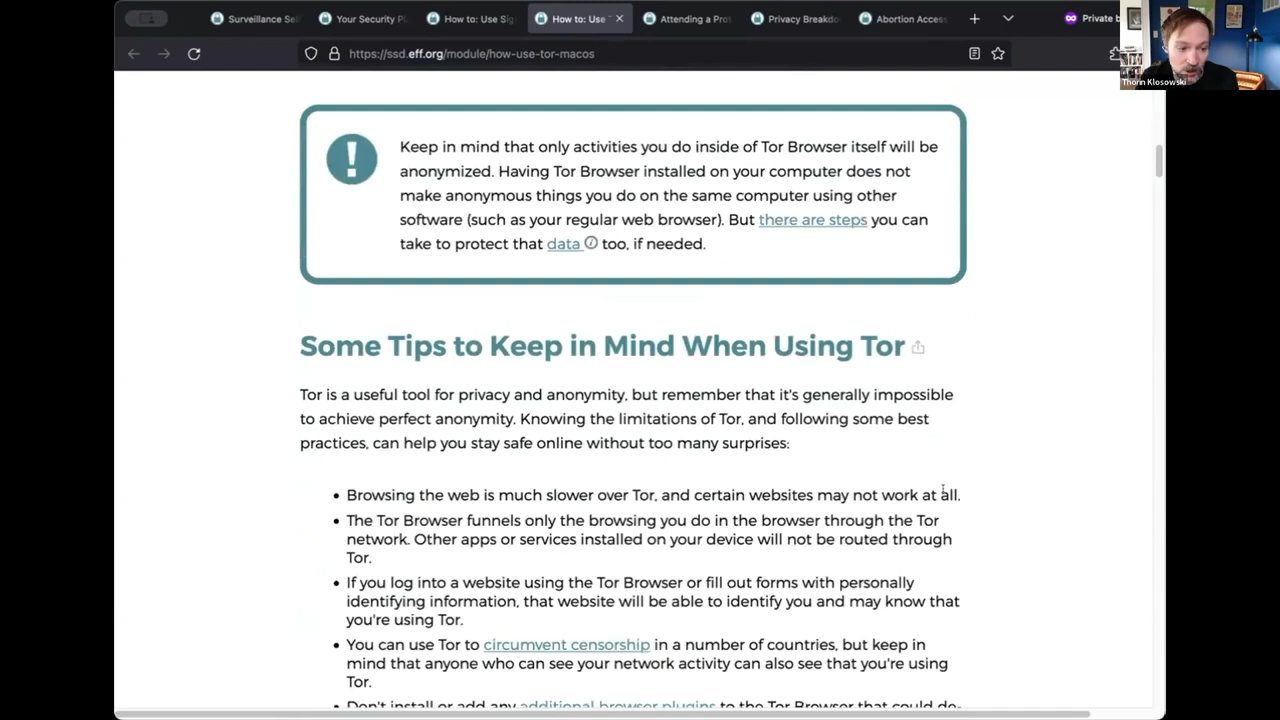 Surveillance Sel
Your Security Pl
How to: Use Sig
How to: Use
Attending a Prot
Privacy Breakdo
Abortion Access
Private b
https://ssd.eff.org/module/how-use-tor-macos
Thorin Klosowski
Keep in mind that only activities you do inside of Tor Browser itself will be
anonymized. Having Tor Browser installed on your computer does not
make anonymous things you do on the same computer using other
software (such as your regular web browser). But there are steps you can
take to protect that data too, if needed.
Some Tips to Keep in Mind When Using Tor
Tor is a useful tool for privacy and anonymity, but remember that it's generally impossible
to achieve perfect anonymity. Knowing the limitations of Tor, and following some best
practices, can help you stay safe online without too many surprises:
• Browsing the web is much slower over Tor, and certain websites may not work at all.
• The Tor Browser funnels only the browsing you do in the browser through the Tor
network. Other apps or services installed on your device will not be routed through
Tor.
• If you log into a website using the Tor Browser or fill out forms with personally
identifying information, that website will be able to identify you and may know that
you're using Tor.
• You can use Tor to circumvent censorship in a number of countries, but keep in
mind that anyone who can see your network activity can also see that you're using
Tor.
• Don't install or add any additional browser plugins to the Tor Browser that could de-